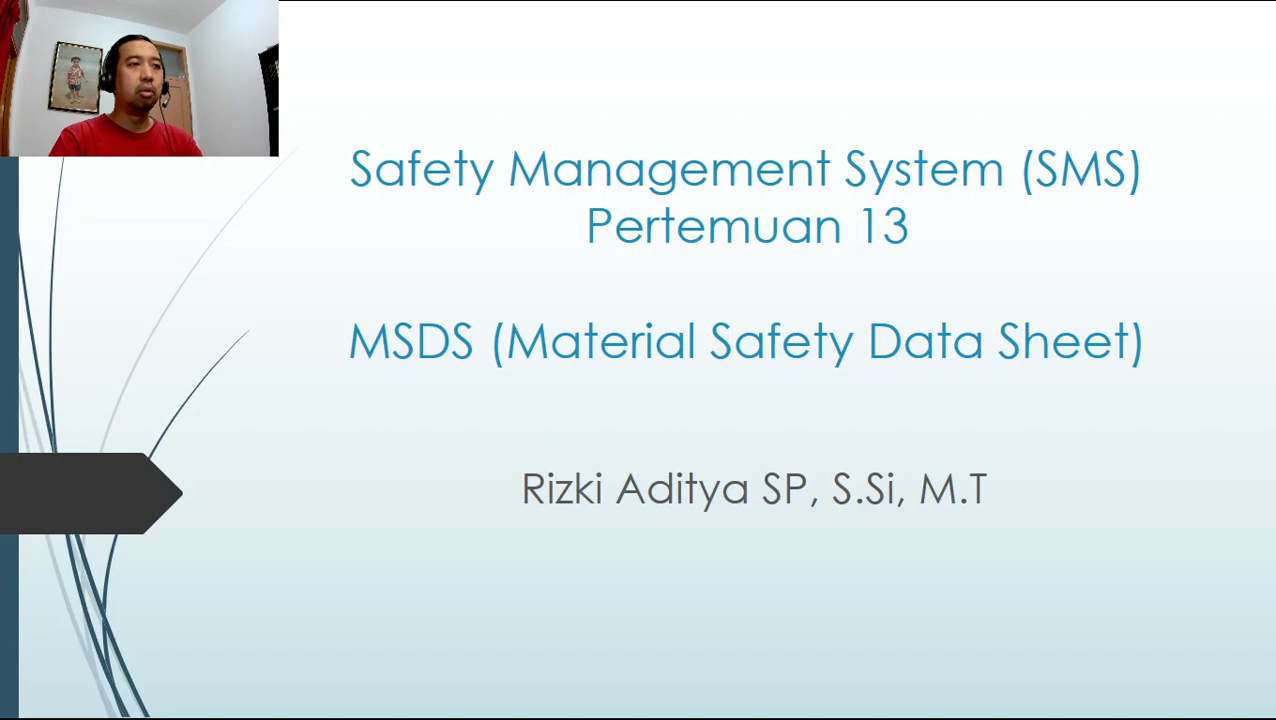 Safety Management System (SMS)
Pertemuan 13
MSDS (Material Safety Data Sheet)
Rizki Aditya SP, S.Si, M.T